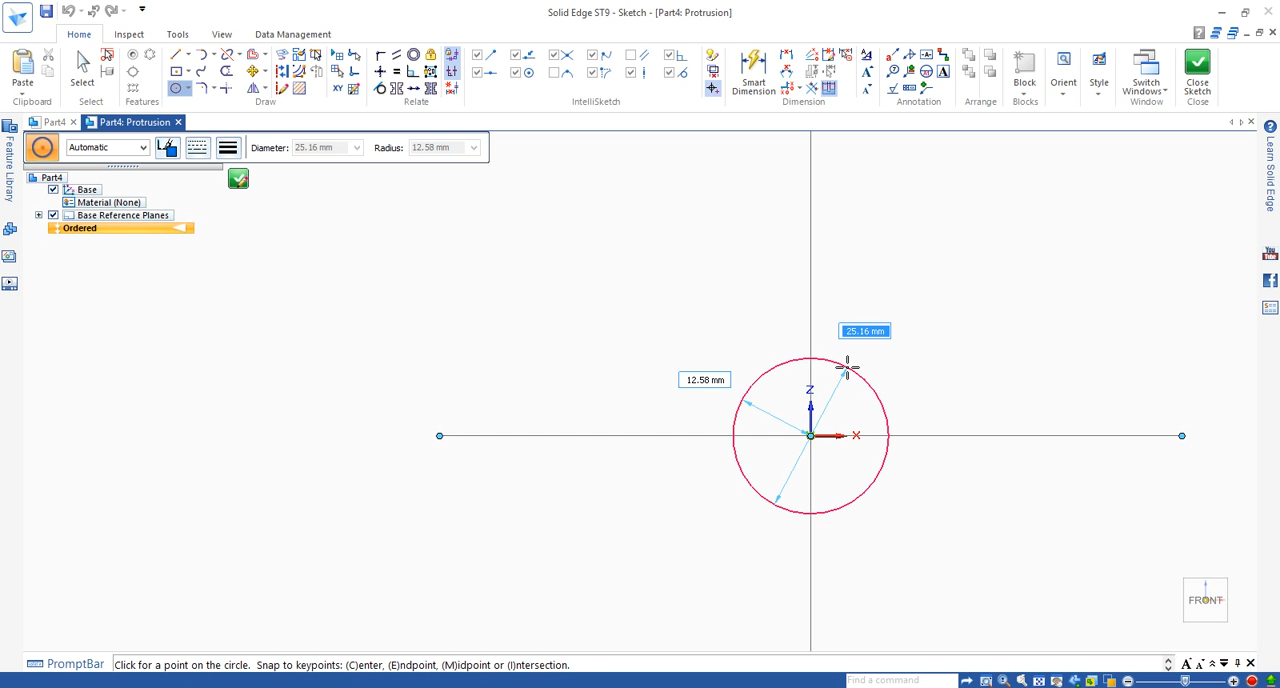 Solid Edge ST9 - Sketch - [Part4: Protrusion]
Home Inspect Tools View Data Management
Paste
Select
XY
A
Smart Dimension
A
Block
Orient
Style
Switch Windows
Close Sketch
Clipboard Select Features Draw Relate IntelliSketch Dimension Annotation Arrange Blocks Window Close
Part4 Part4: Protrusion
Automatic Diameter: 25.16 mm Radius: 12.58 mm
Feature Library
Learn Solid Edge
You Tube
Part4
Base
Material (None)
Base Reference Planes
Ordered
25.16 mm
12.58 mm
Z
X
FRONT
PromptBar Click for a point on the circle. Snap to keypoints: (C)enter, (E)ndpoint, (M)idpoint or (I)ntersection.
Find a command